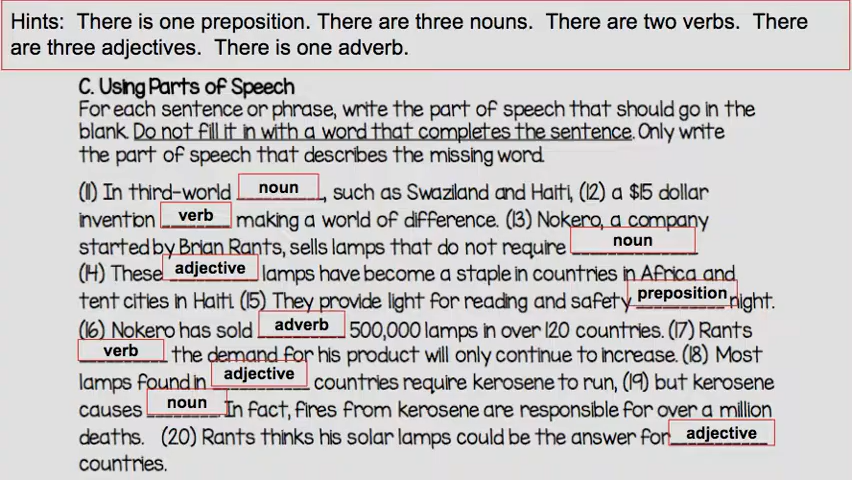 Hints: There is one preposition. There are three nouns. There are two verbs. There
are three adjectives. There is one adverb.
C. Using Parts of Speech
For each sentence or phrase, write the part of speech that should go in the
blank. Do not fill it in with a word that completes the sentence. Only write
the part of speech that describes the missing word.
(11) In third-world noun, such as Swaziland and Haiti, (12) a $15 dollar
invention verb making a world of difference. (13) Nokero, a company
started by Brian Rants, sells lamps that do not require noun
(14) These adjective lamps have become a staple in countries in Africa and
tent cities in Haiti. (15) They provide light for reading and safety preposition night.
(16) Nokero has sold adverb 500,000 lamps in over 120 countries. (17) Rants
verb the demand for his product will only continue to increase. (18) Most
lamps found in adjective countries require kerosene to run, (19) but kerosene
causes noun In fact, fires from kerosene are responsible for over a million
deaths. (20) Rants thinks his solar lamps could be the answer for adjective
countries.